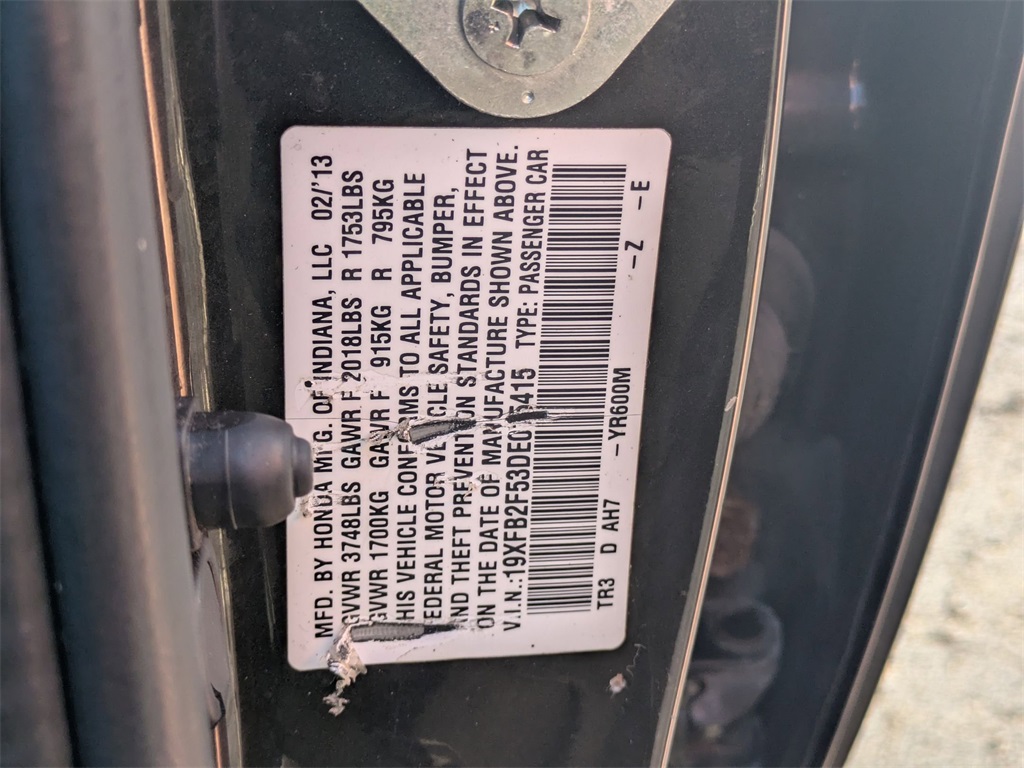 MFD. BY HONDA MFG. OF INDIANA, LLC 02/'13
GVWR 3748LBS GAWR F 2018LBS R 1753LBS
GVWR 1700KG GAWR F 915KG R 795KG
THIS VEHICLE CONFORMS TO ALL APPLICABLE
FEDERAL MOTOR VEHICLE SAFETY, BUMPER,
AND THEFT PREVENTION STANDARDS IN EFFECT
ON THE DATE OF MANUFACTURE SHOWN ABOVE.
V.I.N.: TYPE: PASSENGER CAR
TR3 D AH7 -YR600M -Z -E